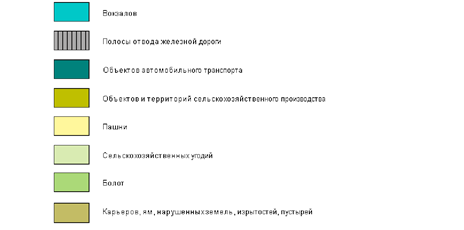 Вокзалов
Полосы отвода железной дороги
Объектов автомобильного транспорта
Объектов и территорий сельскохозяйственного производства
Пашни
Сельскохозяйственных угодий
Болот
Карьеров, ям, нарушенных земель, изрытостей, пустырей